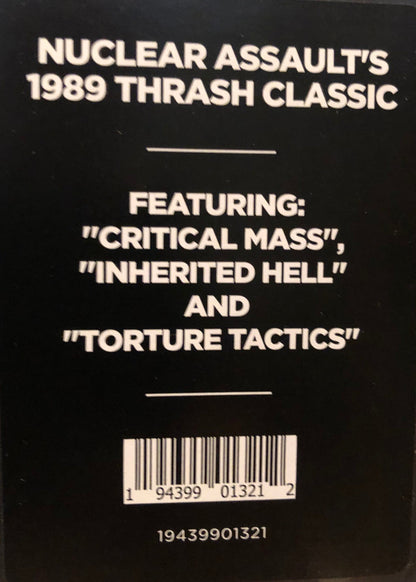 NUCLEAR ASSAULT'S
1989 THRASH CLASSIC
FEATURING:
"CRITICAL MASS",
"INHERITED HELL"
AND
"TORTURE TACTICS"
1 94399 01321 2
19439901321